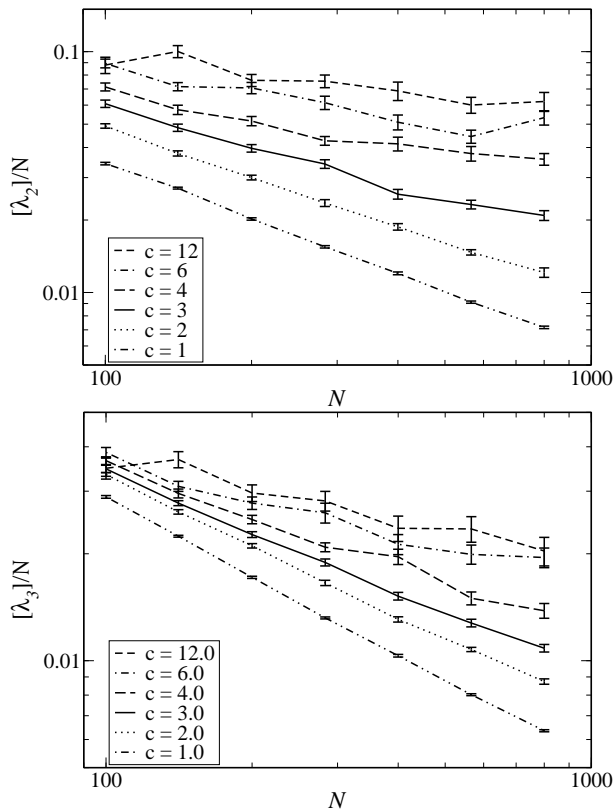 0.1
[λ2]/N
0.01
c = 12
c = 6
c = 4
c = 3
c = 2
c = 1
100
1000
N
[λ3]/N
0.01
c = 12.0
c = 6.0
c = 4.0
c = 3.0
c = 2.0
c = 1.0
100
1000
N